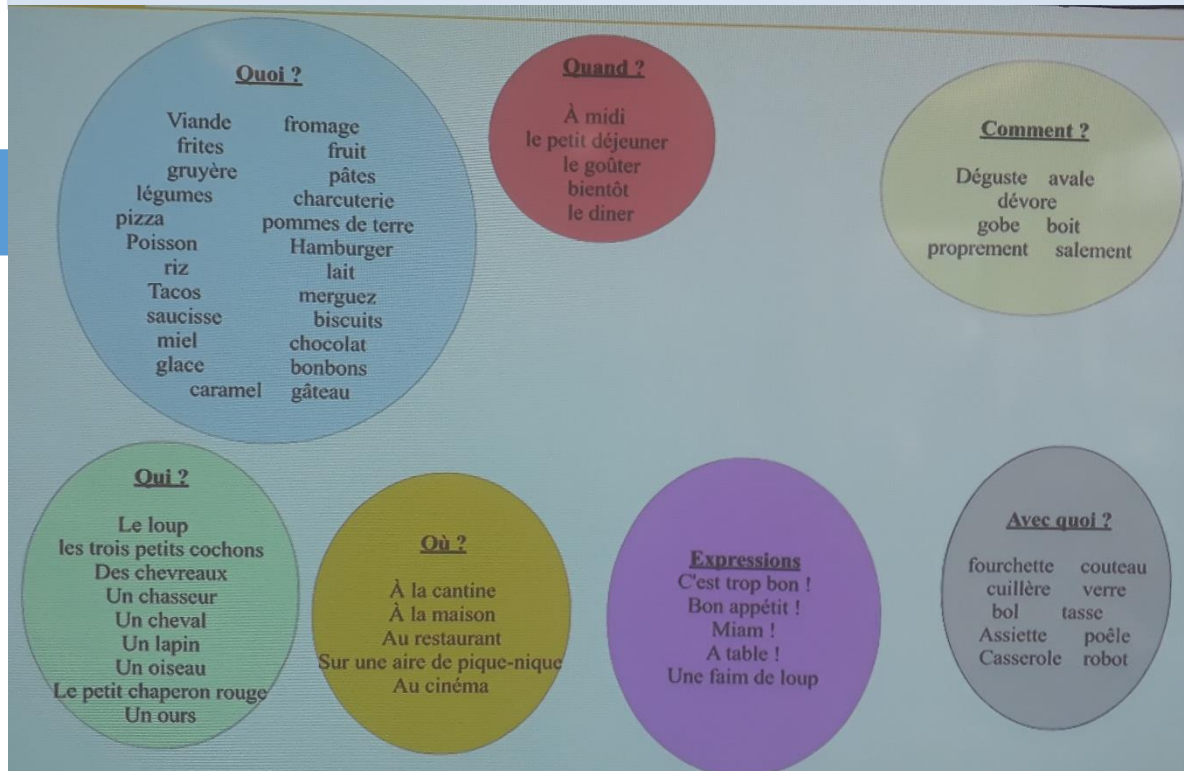 Quoi ?
Viande fromage
frites fruit
gruyère pâtes
légumes charcuterie
pizza pommes de terre
Poisson Hamburger
riz lait
Tacos merguez
saucisse biscuits
miel chocolat
glace bonbons
caramel gâteau
Quand ?
À midi
le petit déjeuner
le goûter
bientôt
le diner
Comment ?
Déguste avale
dévore
gobe boit
proprement salement
Qui ?
Le loup
les trois petits cochons
Des chevreaux
Un chasseur
Un cheval
Un lapin
Un oiseau
Le petit chaperon rouge
Un ours
Où ?
À la cantine
À la maison
Au restaurant
Sur une aire de pique-nique
Au cinéma
Expressions
C'est trop bon !
Bon appétit !
Miam !
A table !
Une faim de loup
Avec quoi ?
fourchette couteau
cuillère verre
bol tasse
Assiette poêle
Casserole robot